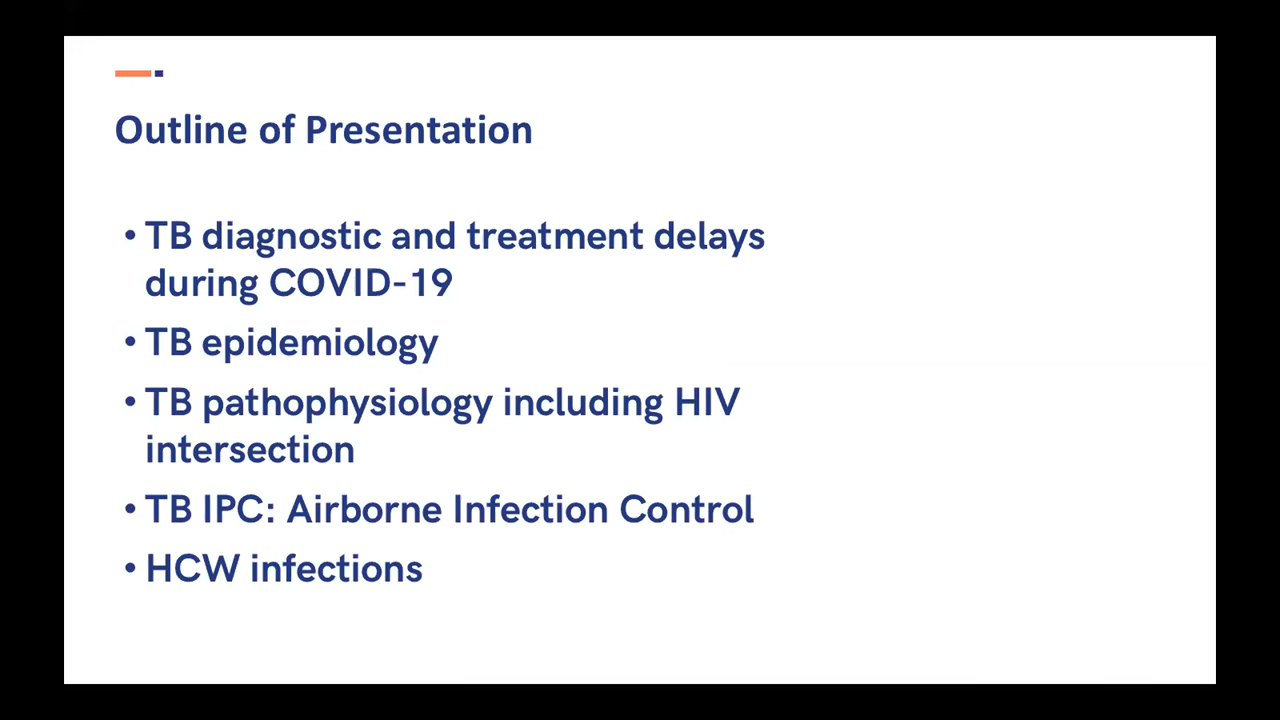 Outline of Presentation
• TB diagnostic and treatment delays
during COVID-19
• TB epidemiology
• TB pathophysiology including HIV
intersection
• TB IPC: Airborne Infection Control
• HCW infections